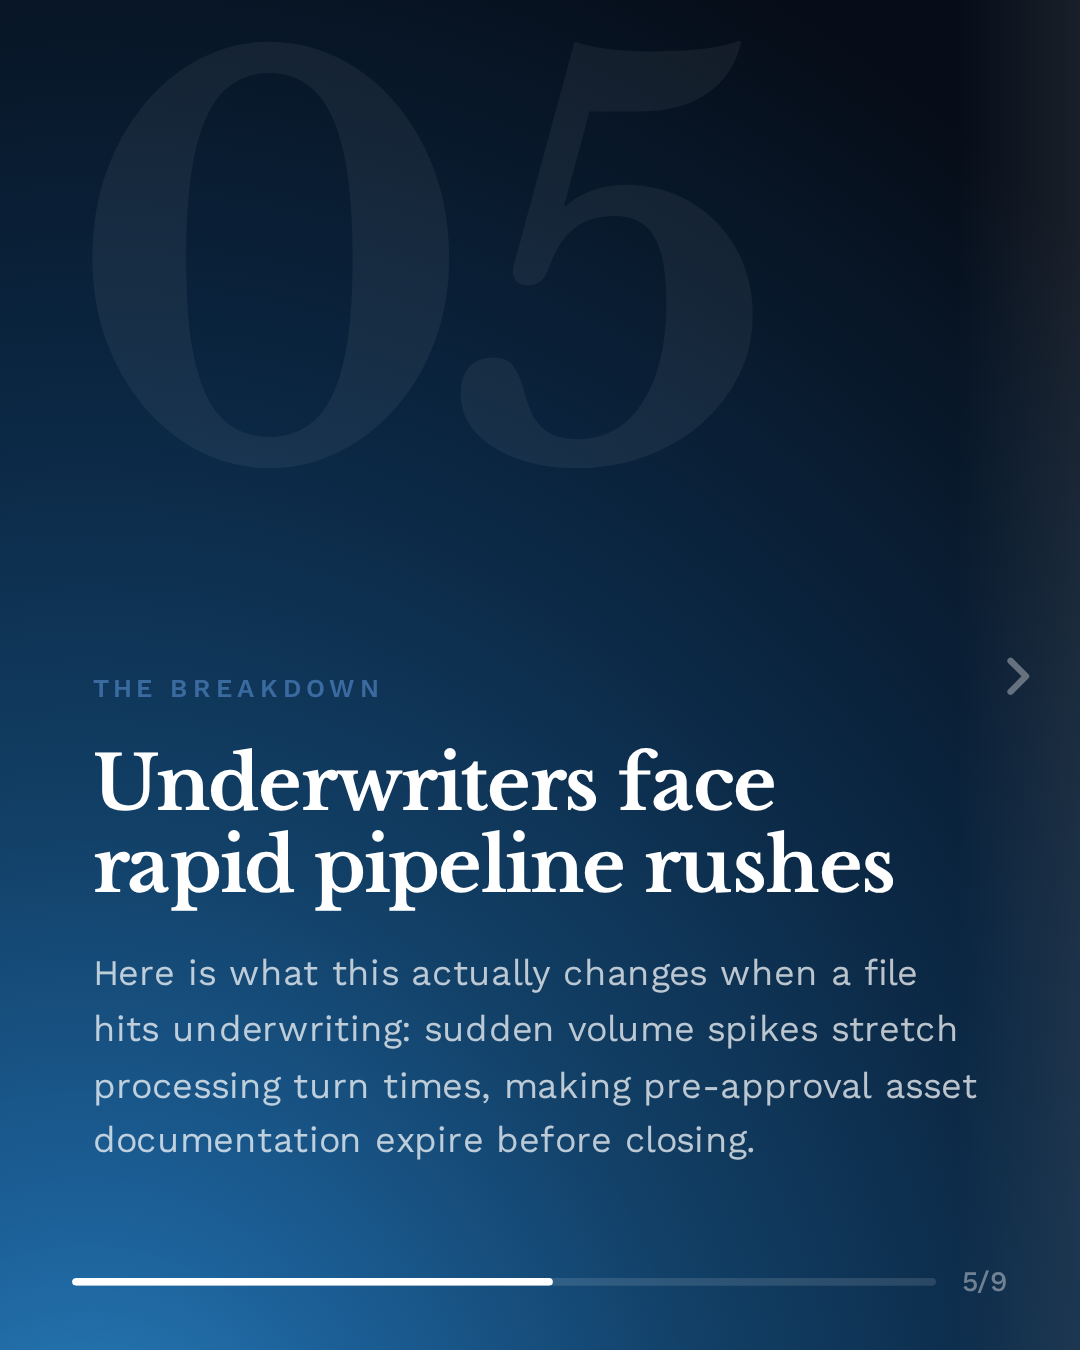 05
THE BREAKDOWN
Underwriters face
rapid pipeline rushes
Here is what this actually changes when a file
hits underwriting: sudden volume spikes stretch
processing turn times, making pre-approval asset
documentation expire before closing.
5/9